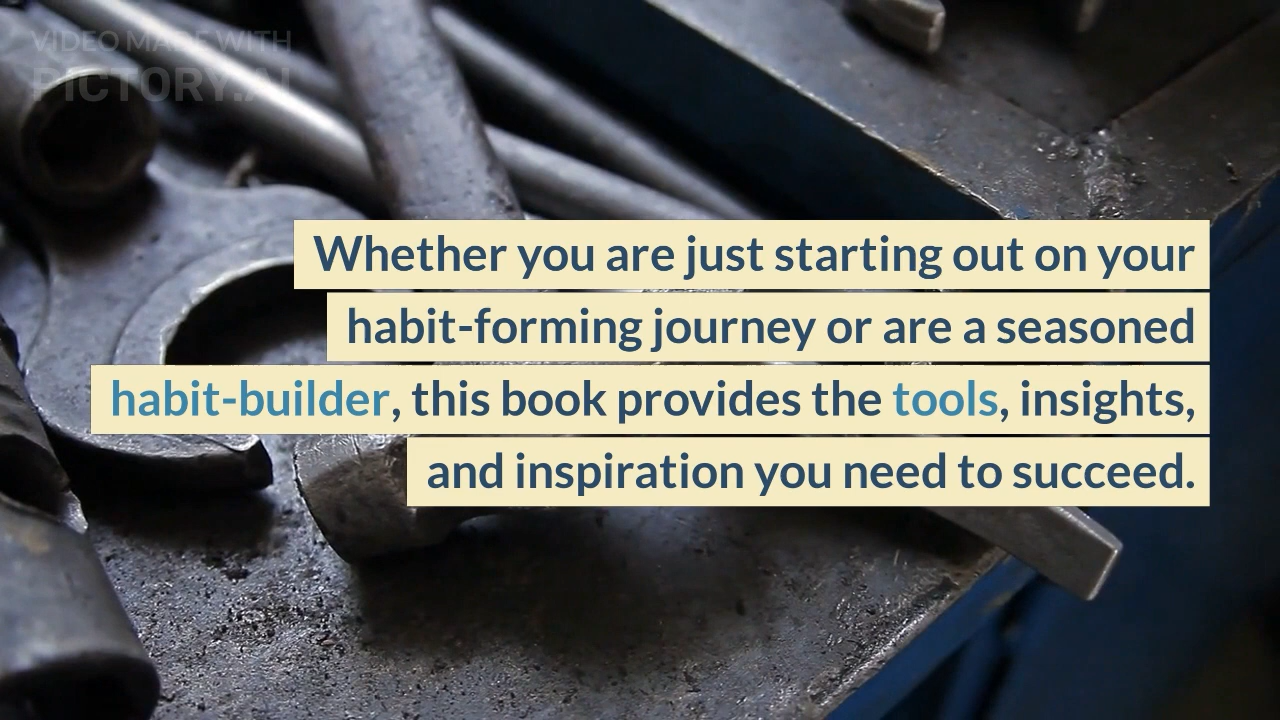 VIDEO MADE WITH
PICTORY.AI
Whether you are just starting out on your
habit-forming journey or are a seasoned
habit-builder, this book provides the tools, insights,
and inspiration you need to succeed.